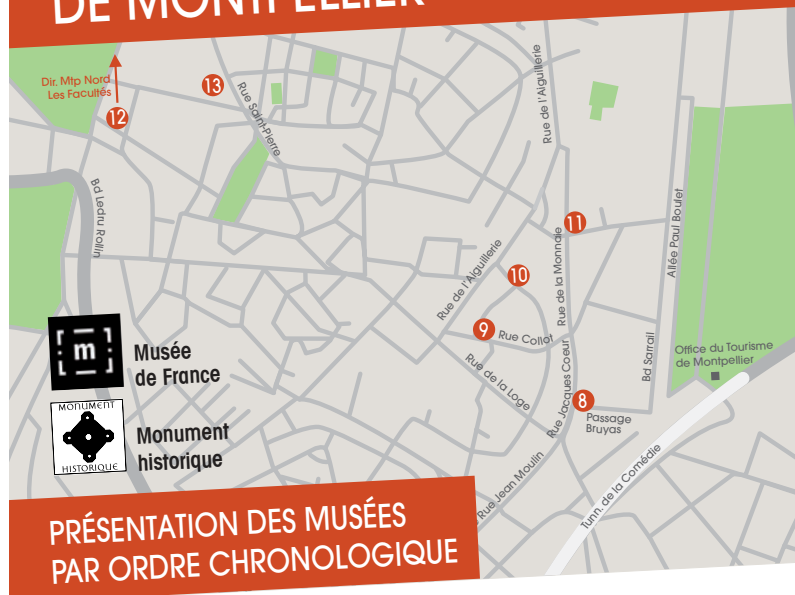 DE MONTPELLIER
Dir. Mtp Nord
Les Facultés
12
13
Rue Saint-Pierre
Rue de l'Aiguillerie
Bd Ledru Rollin
11
Allée Paul Boulet
Rue de la Monnaie
10
Rue de l'Aiguillerie
9
Rue Collot
Rue de la Loge
Rue Jacques Coeur
8
Passage
Bruyas
Bd Sarrail
Office du Tourisme
de Montpellier
[m]
Musée
de France
MONUMENT
HISTORIQUE
Monument
historique
Rue Jean Moulin
Tunn. de la Comédie
PRÉSENTATION DES MUSÉES
PAR ORDRE CHRONOLOGIQUE